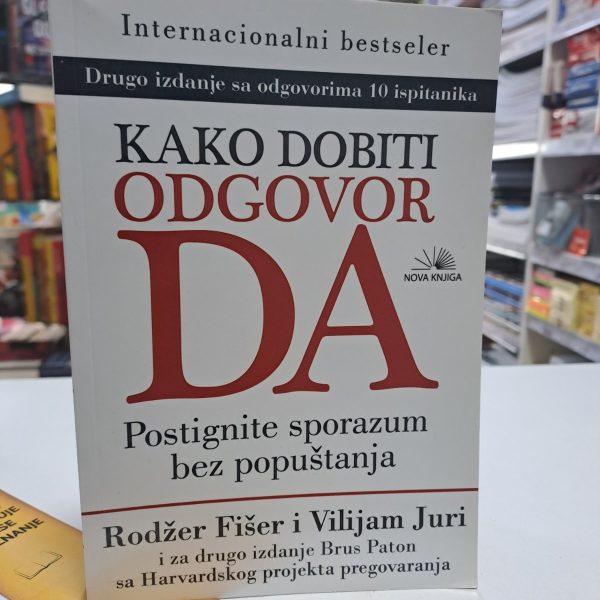 Internacionalni bestseler
Drugo izdanje sa odgovorima 10 ispitanika
KAKO DOBITI
ODGOVOR
DA
NOVA KNJIGA
Postignite sporazum
bez popuštanja
Rodžer Fišer i Vilijam Juri
i za drugo izdanje Brus Paton
sa Harvardskog projekta pregovaranja